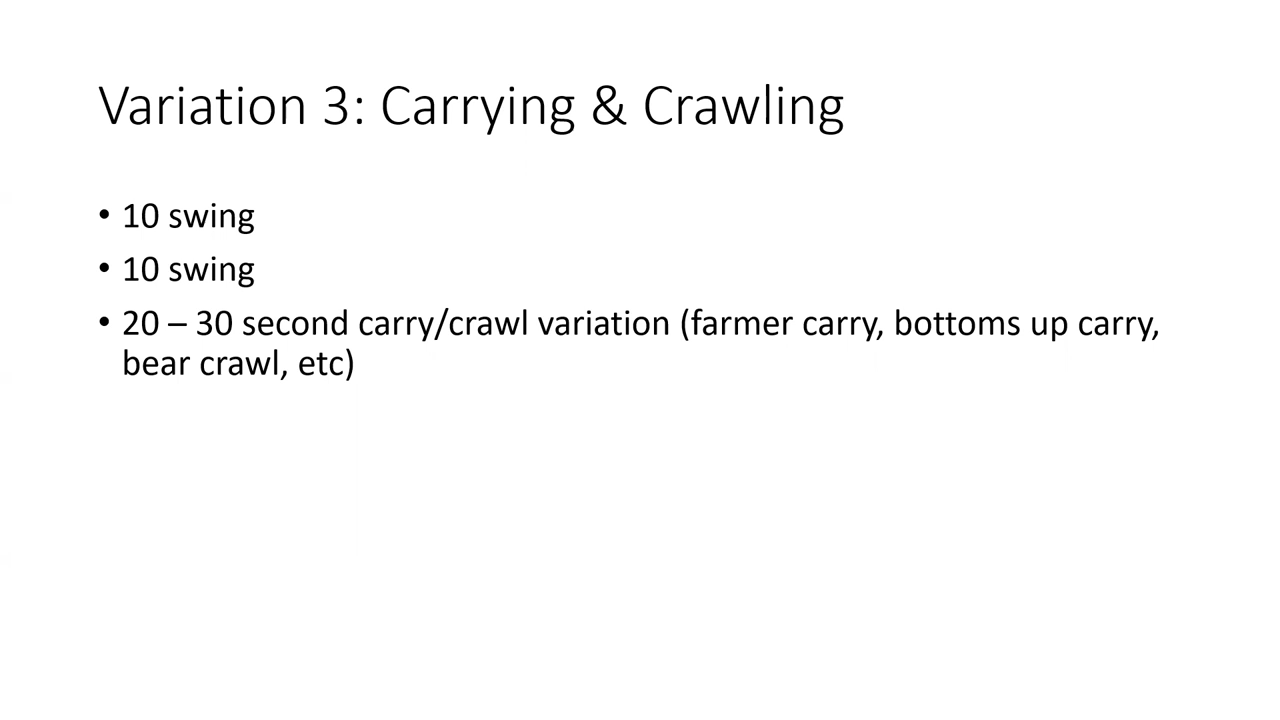 Variation 3: Carrying & Crawling
• 10 swing
• 10 swing
• 20 – 30 second carry/crawl variation (farmer carry, bottoms up carry,
bear crawl, etc)